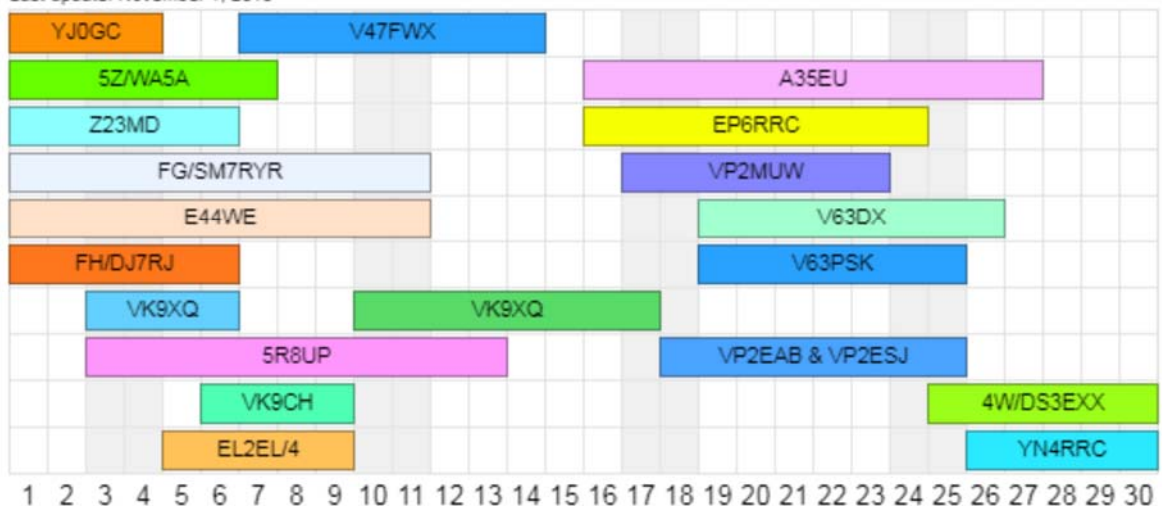 YJ0GC V47FWX
5Z/WA5A A35EU
Z23MD EP6RRC
FG/SM7RYR VP2MUW
E44WE V63DX
FH/DJ7RJ V63PSK
VK9XQ VK9XQ
5R8UP VP2EAB & VP2ESJ
VK9CH 4W/DS3EXX
EL2EL/4 YN4RRC
1 2 3 4 5 6 7 8 9 10 11 12 13 14 15 16 17 18 19 20 21 22 23 24 25 26 27 28 29 30